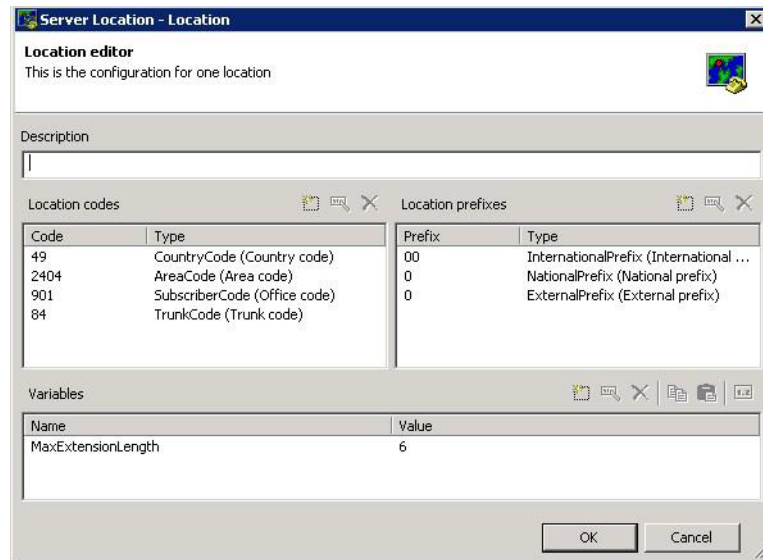 Server Location - Location
Location editor
This is the configuration for one location
Description
Location codes
Location prefixes
Code Type
49 CountryCode (Country code)
2404 AreaCode (Area code)
901 SubscriberCode (Office code)
84 TrunkCode (Trunk code)
Prefix Type
00 InternationalPrefix (International ...
0 NationalPrefix (National prefix)
0 ExternalPrefix (External prefix)
Variables
Name Value
MaxExtensionLength 6
OK Cancel